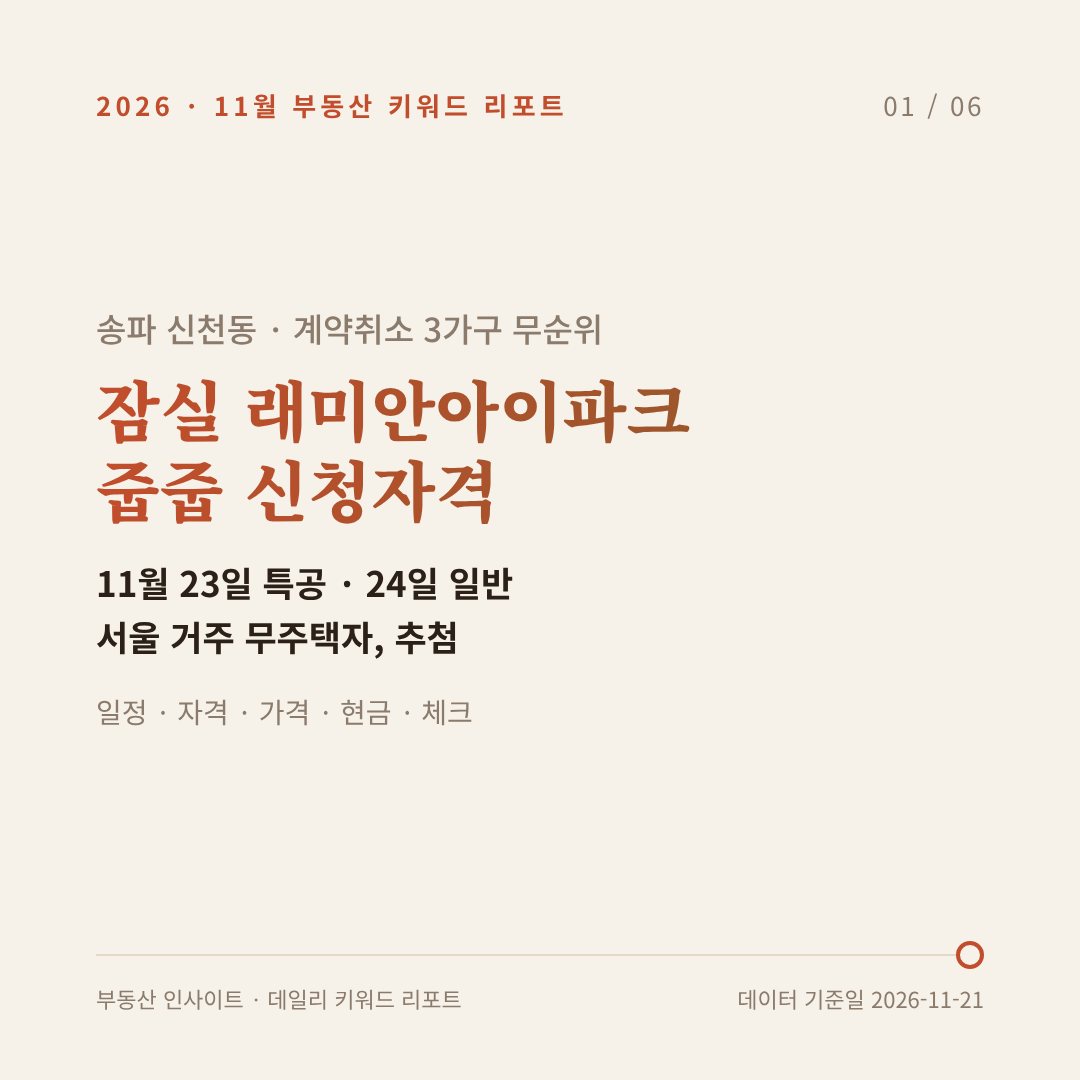 2026 · 11월 부동산 키워드 리포트
01 / 06
송파 신천동 · 계약취소 3가구 무순위
잠실 래미안아이파크
줍줍 신청자격
11월 23일 특공 · 24일 일반
서울 거주 무주택자, 추첨
일정 · 자격 · 가격 · 현금 · 체크
부동산 인사이트 · 데일리 키워드 리포트
데이터 기준일 2026-11-21